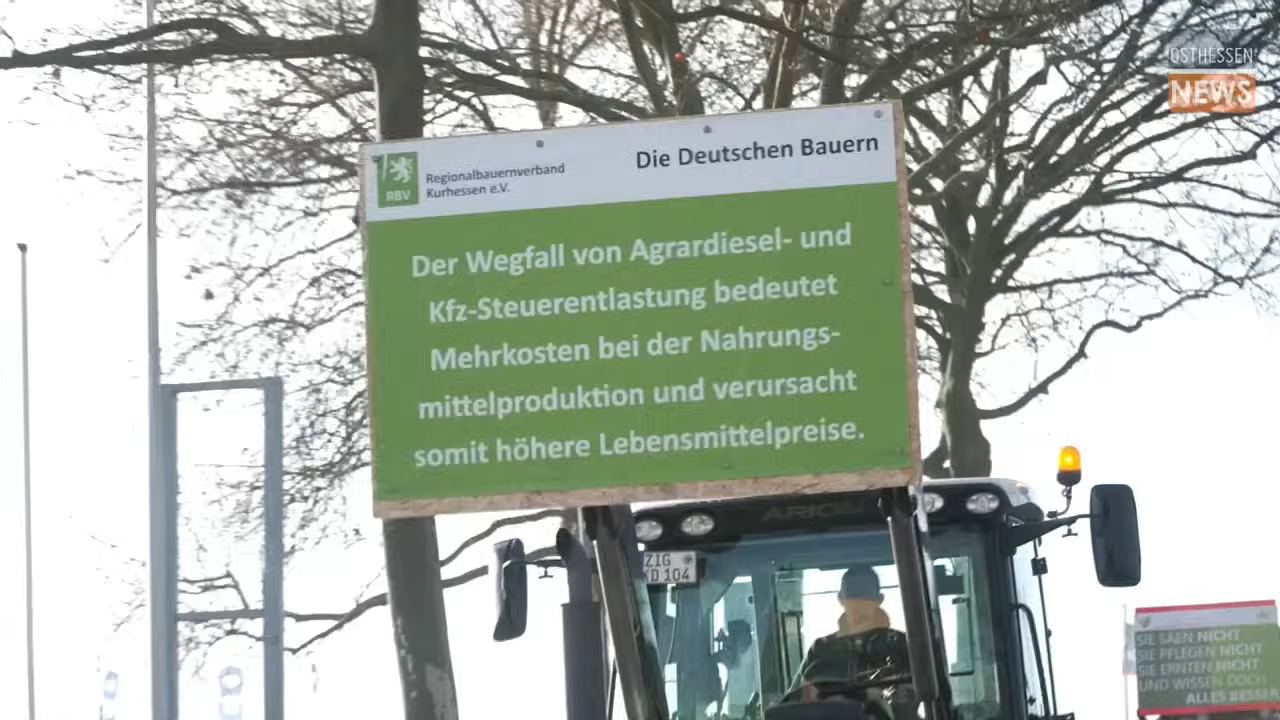 OSTHESSEN
NEWS
RBV
Regionalbauernverband
Kurhessen e.V.
Die Deutschen Bauern
Der Wegfall von Agrardiesel- und
Kfz-Steuerentlastung bedeutet
Mehrkosten bei der Nahrungs-
mittelproduktion und verursacht
somit höhere Lebensmittelpreise.
ARION
ZIG
KD 104
SIE SÄEN NICHT
SIE PFLEGEN NICHT
SIE ERNTEN NICHT
UND WISSEN DOCH
ALLES BESSER